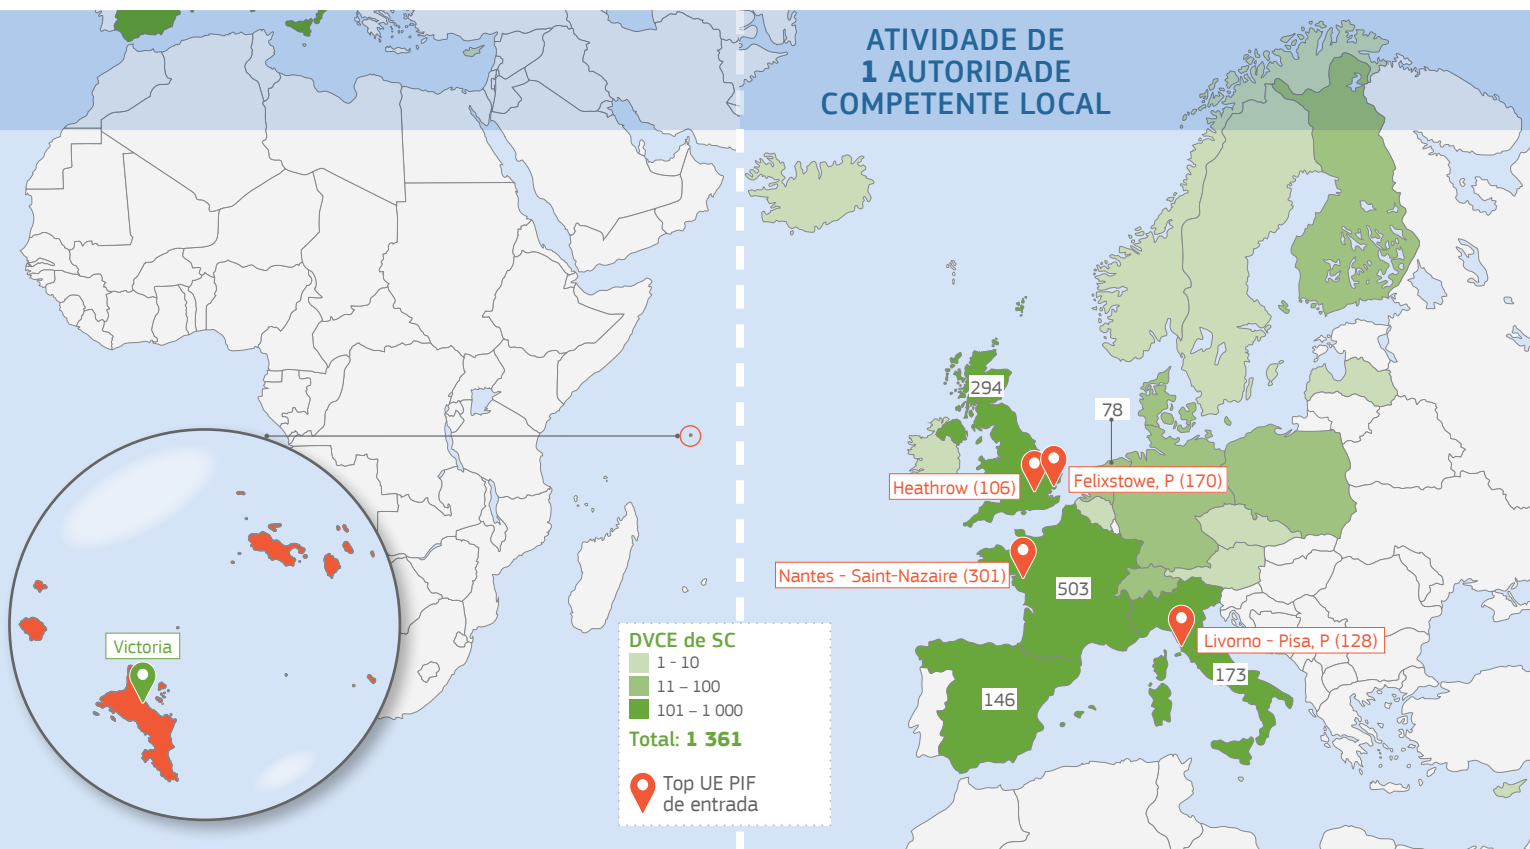 ATIVIDADE DE
1 AUTORIDADE
COMPETENTE LOCAL
294
78
Heathrow (106)
Felixstowe, P (170)
Nantes - Saint-Nazaire (301)
503
Livorno - Pisa, P (128)
173
146
Victoria
DVCE de SC
1 - 10
11 – 100
101 – 1 000
Total: 1 361
Top UE PIF
de entrada